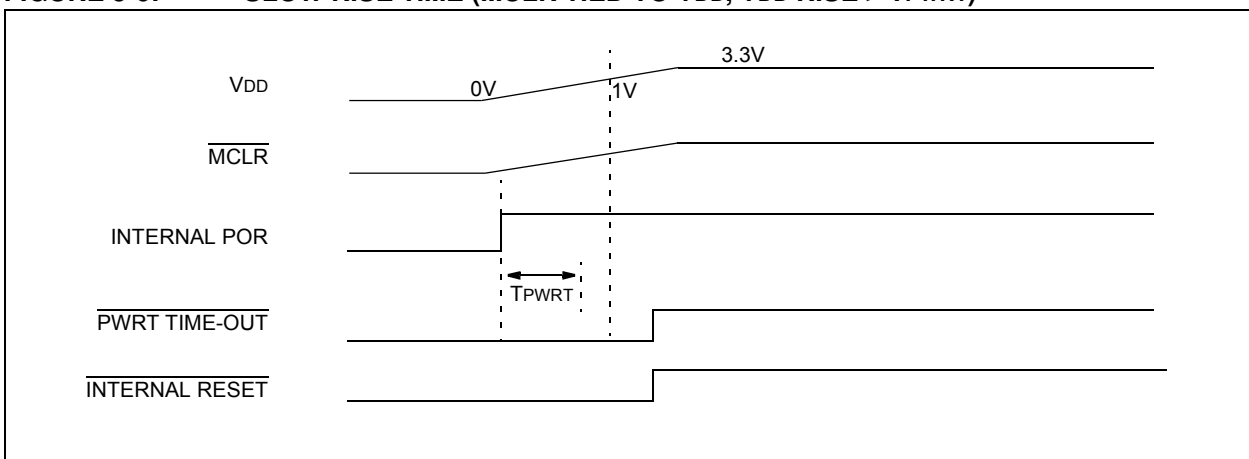 3.3V
VDD
0V
1V
MCLR
INTERNAL POR
TPWRT
PWRT TIME-OUT
INTERNAL RESET